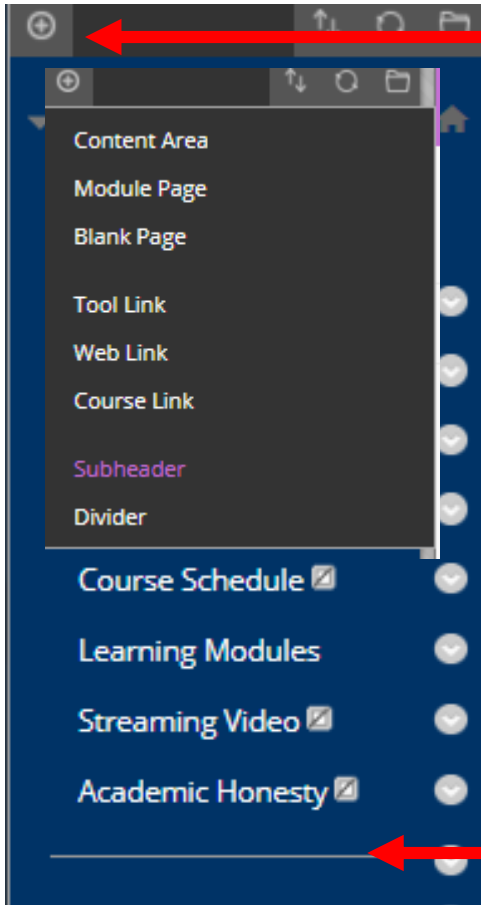 Content Area
Module Page
Blank Page
Tool Link
Web Link
Course Link
Subheader
Divider
Course Schedule
Learning Modules
Streaming Video
Academic Honesty